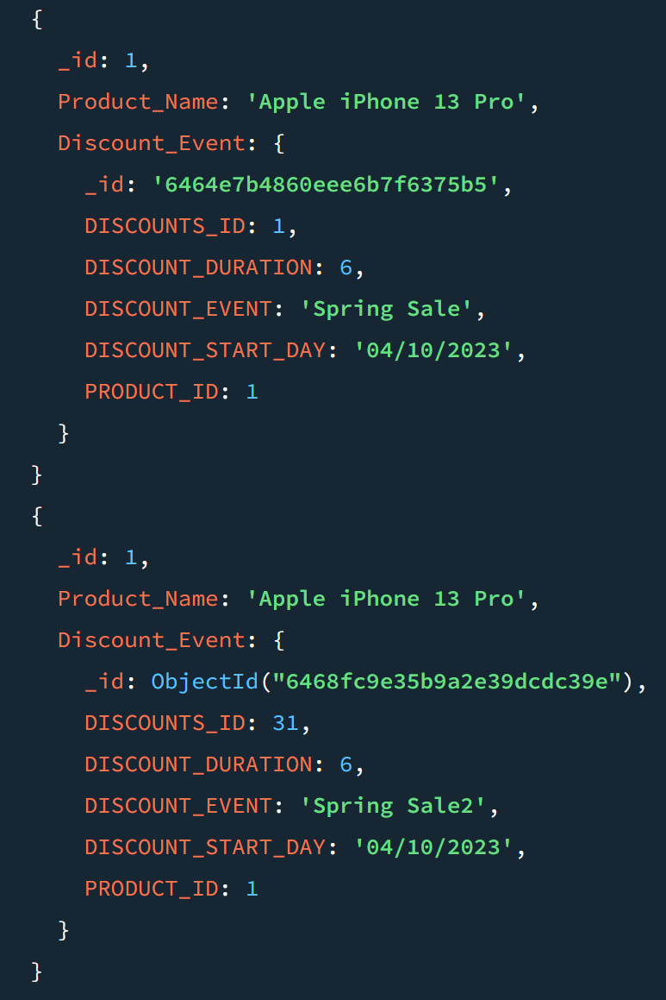 {
  _id: 1,
  Product_Name: 'Apple iPhone 13 Pro',
  Discount_Event: {
    _id: '6464e7b4860eee6b7f6375b5',
    DISCOUNTS_ID: 1,
    DISCOUNT_DURATION: 6,
    DISCOUNT_EVENT: 'Spring Sale',
    DISCOUNT_START_DAY: '04/10/2023',
    PRODUCT_ID: 1
  }
}
{
  _id: 1,
  Product_Name: 'Apple iPhone 13 Pro',
  Discount_Event: {
    _id: ObjectId("6468fc9e35b9a2e39dcdc39e"),
    DISCOUNTS_ID: 31,
    DISCOUNT_DURATION: 6,
    DISCOUNT_EVENT: 'Spring Sale2',
    DISCOUNT_START_DAY: '04/10/2023',
    PRODUCT_ID: 1
  }
}